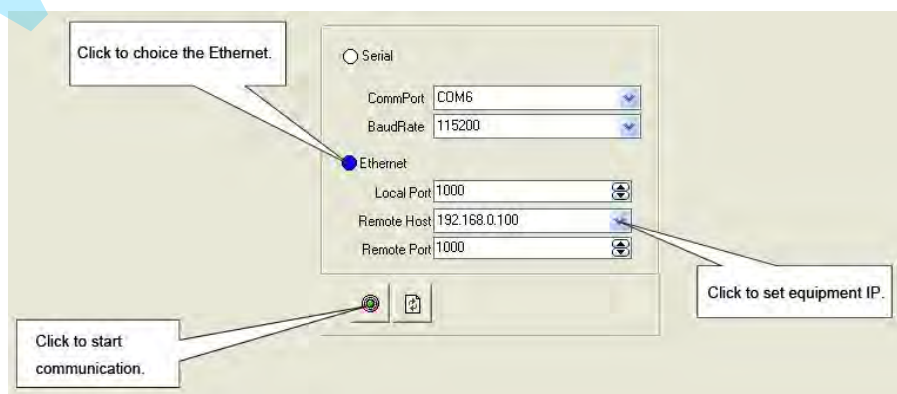 Click to choice the Ethernet.
Serial
CommPort COM6
BaudRate 115200
Ethernet
Local Port 1000
Remote Host 192.168.0.100
Remote Port 1000
Click to set equipment IP.
Click to start
communication.